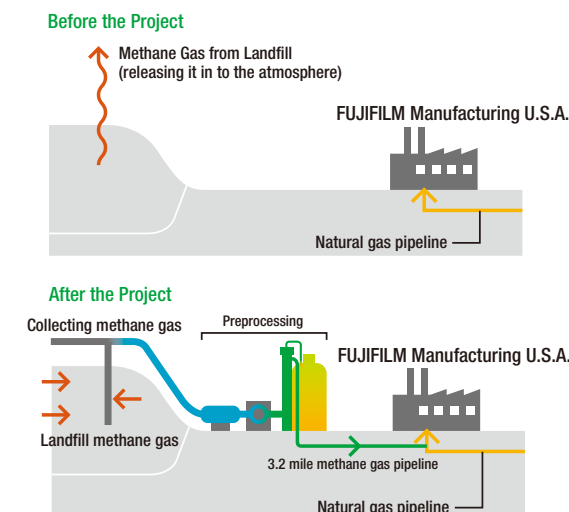 Before the Project
Methane Gas from Landfill
(releasing it in to the atmosphere)
FUJIFILM Manufacturing U.S.A.
Natural gas pipeline
After the Project
Collecting methane gas
Preprocessing
FUJIFILM Manufacturing U.S.A.
Landfill methane gas
3.2 mile methane gas pipeline
Natural gas pipeline